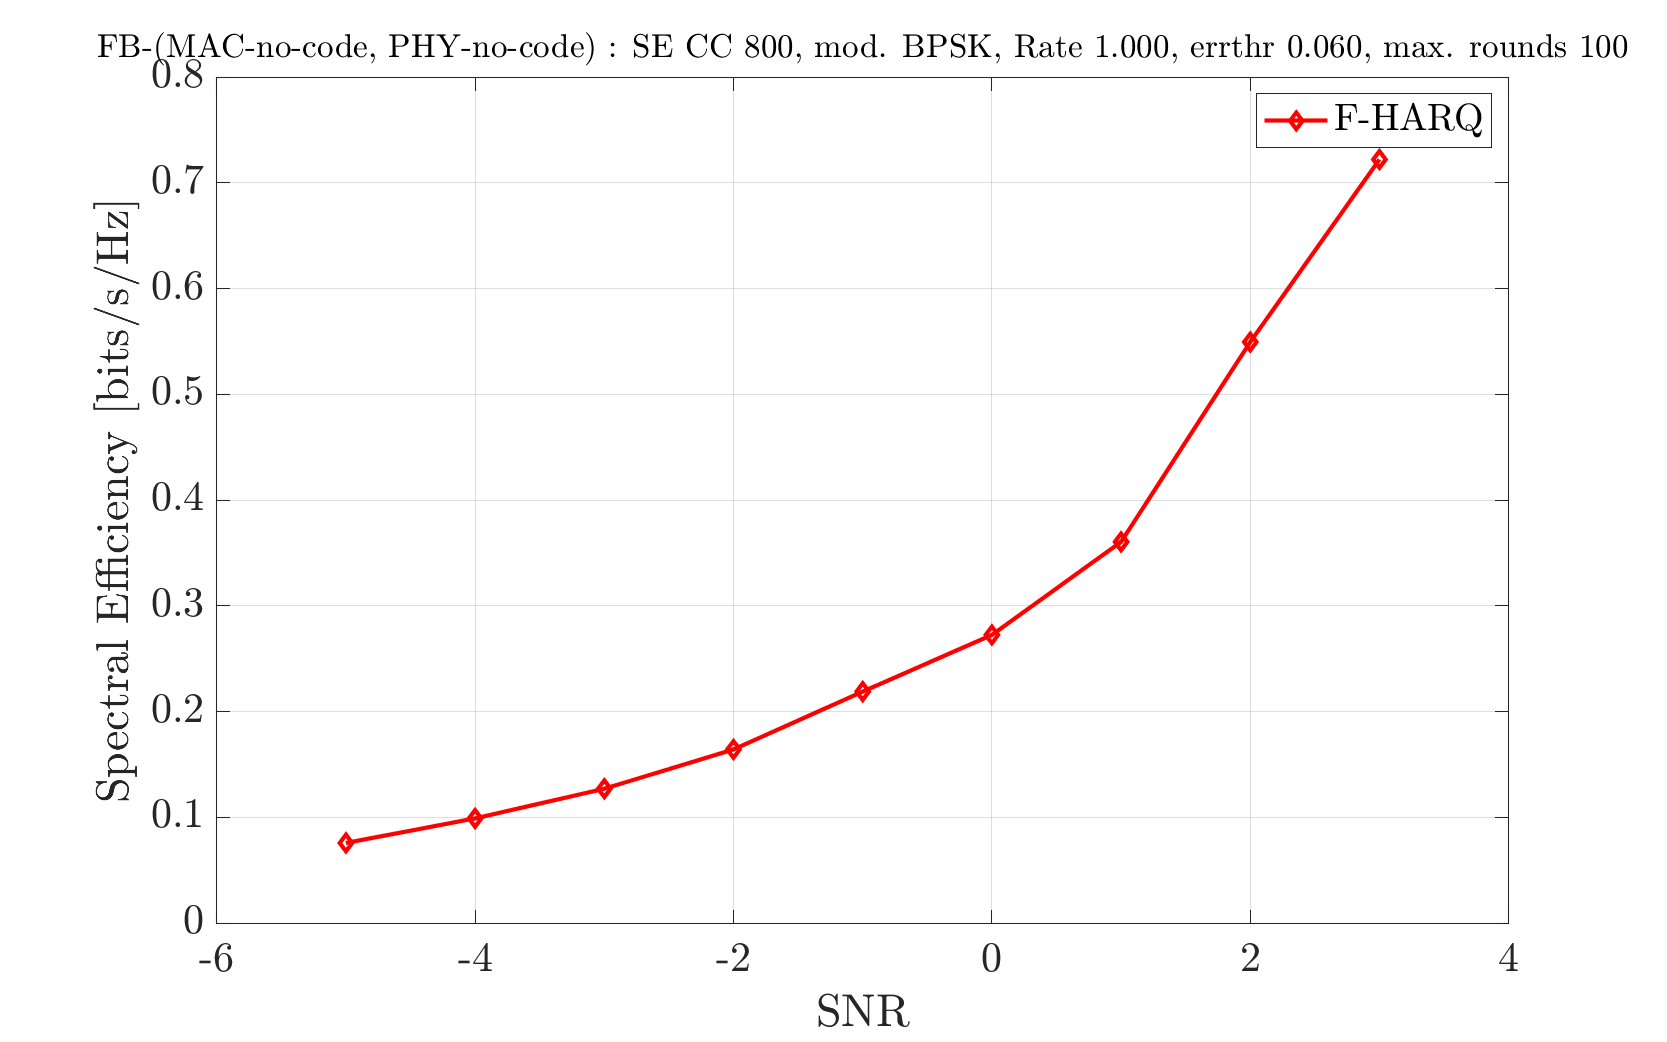 FB-(MAC-no-code, PHY-no-code) : SE CC 800, mod. BPSK, Rate 1.000, errthr 0.060, max. rounds 100
F-HARQ
Spectral Efficiency [bits/s/Hz]
0.8
0.7
0.6
0.5
0.4
0.3
0.2
0.1
0
-6 -4 -2 0 2 4
SNR